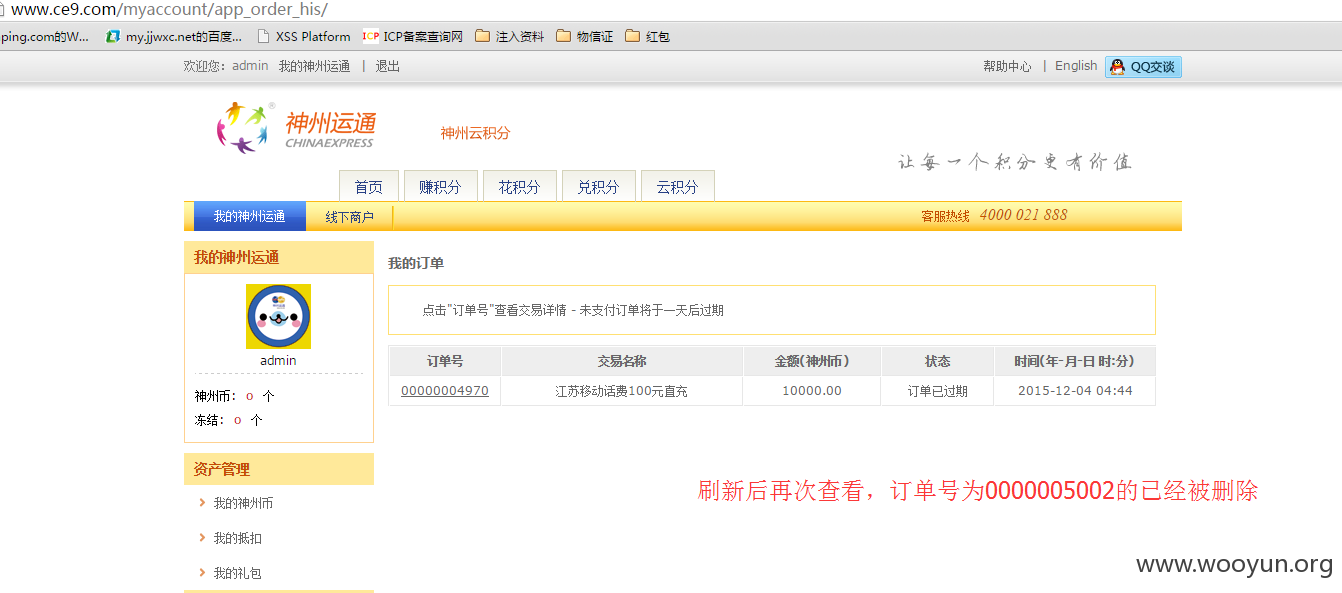 www.ce9.com/myaccount/app_order_his/
ping.com的W... my.jjwxc.net的百度... XSS Platform ICP ICP备案查询网 注入资料 物信证 红包
欢迎您: admin 我的神州运通 | 退出 帮助中心 | English QQ交谈
神州运通®
CHINAEXPRESS
神州云积分
让每一个积分更有价值
首页 赚积分 花积分 兑积分 云积分
我的神州运通 线下商户 客服热线 4000 021 888
我的神州运通
admin
神州币: 0 个
冻结: 0 个
资产管理
我的神州币
我的抵扣
我的礼包
我的订单
点击"订单号"查看交易详情 - 未支付订单将于一天后过期
订单号 交易名称 金额(神州币) 状态 时间(年-月-日 时:分)
00000004970 江苏移动话费100元直充 10000.00 订单已过期 2015-12-04 04:44
刷新后再次查看，订单号为0000005002的已经被删除
www.wooyun.org